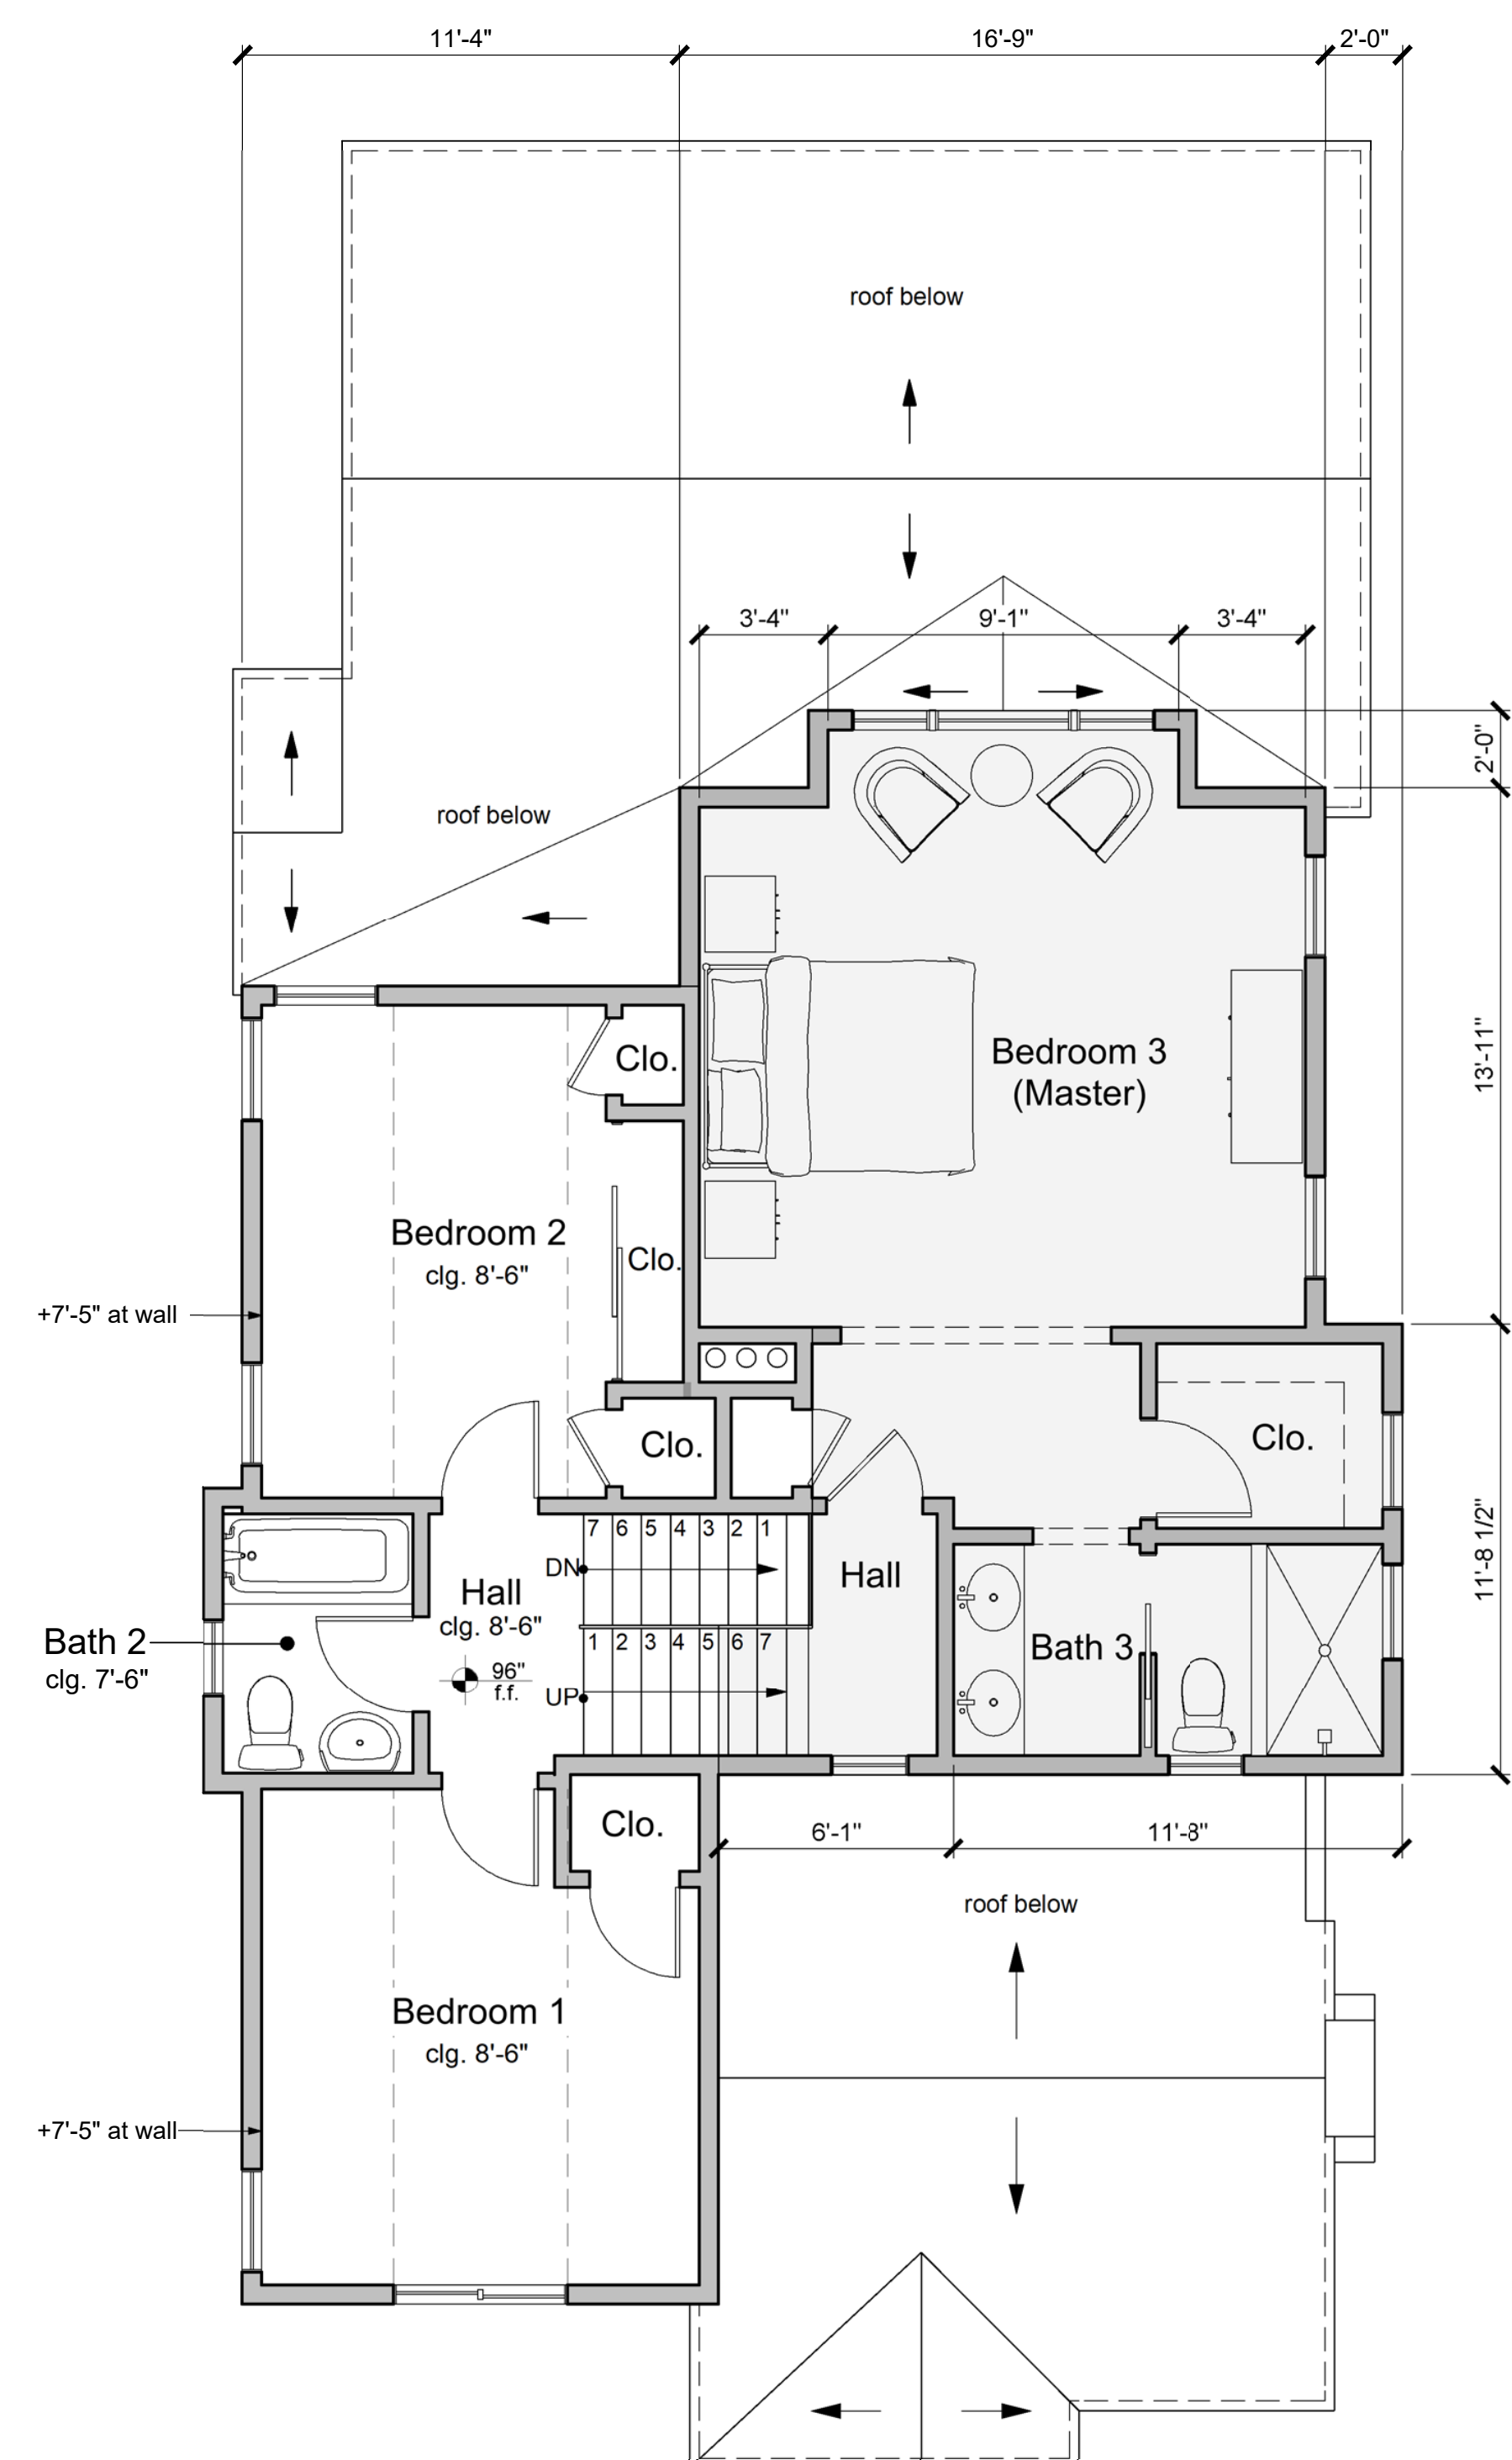 11'-4"
16'-9"
2'-0"
roof below
3'-4"
9'-1"
3'-4"
2'-0"
roof below
Clo.
Bedroom 3
(Master)
13'-11"
Bedroom 2
clg. 8'-6"
Clo.
+7'-5" at wall
Clo.
Clo.
7 6 5 4 3 2 1
DN
Hall
clg. 8'-6"
Hall
11'-8 1/2"
Bath 2
clg. 7'-6"
1 2 3 4 5 6 7
Bath 3
96"
f.f.
UP
Clo.
6'-1"
11'-8"
roof below
Bedroom 1
clg. 8'-6"
+7'-5" at wall